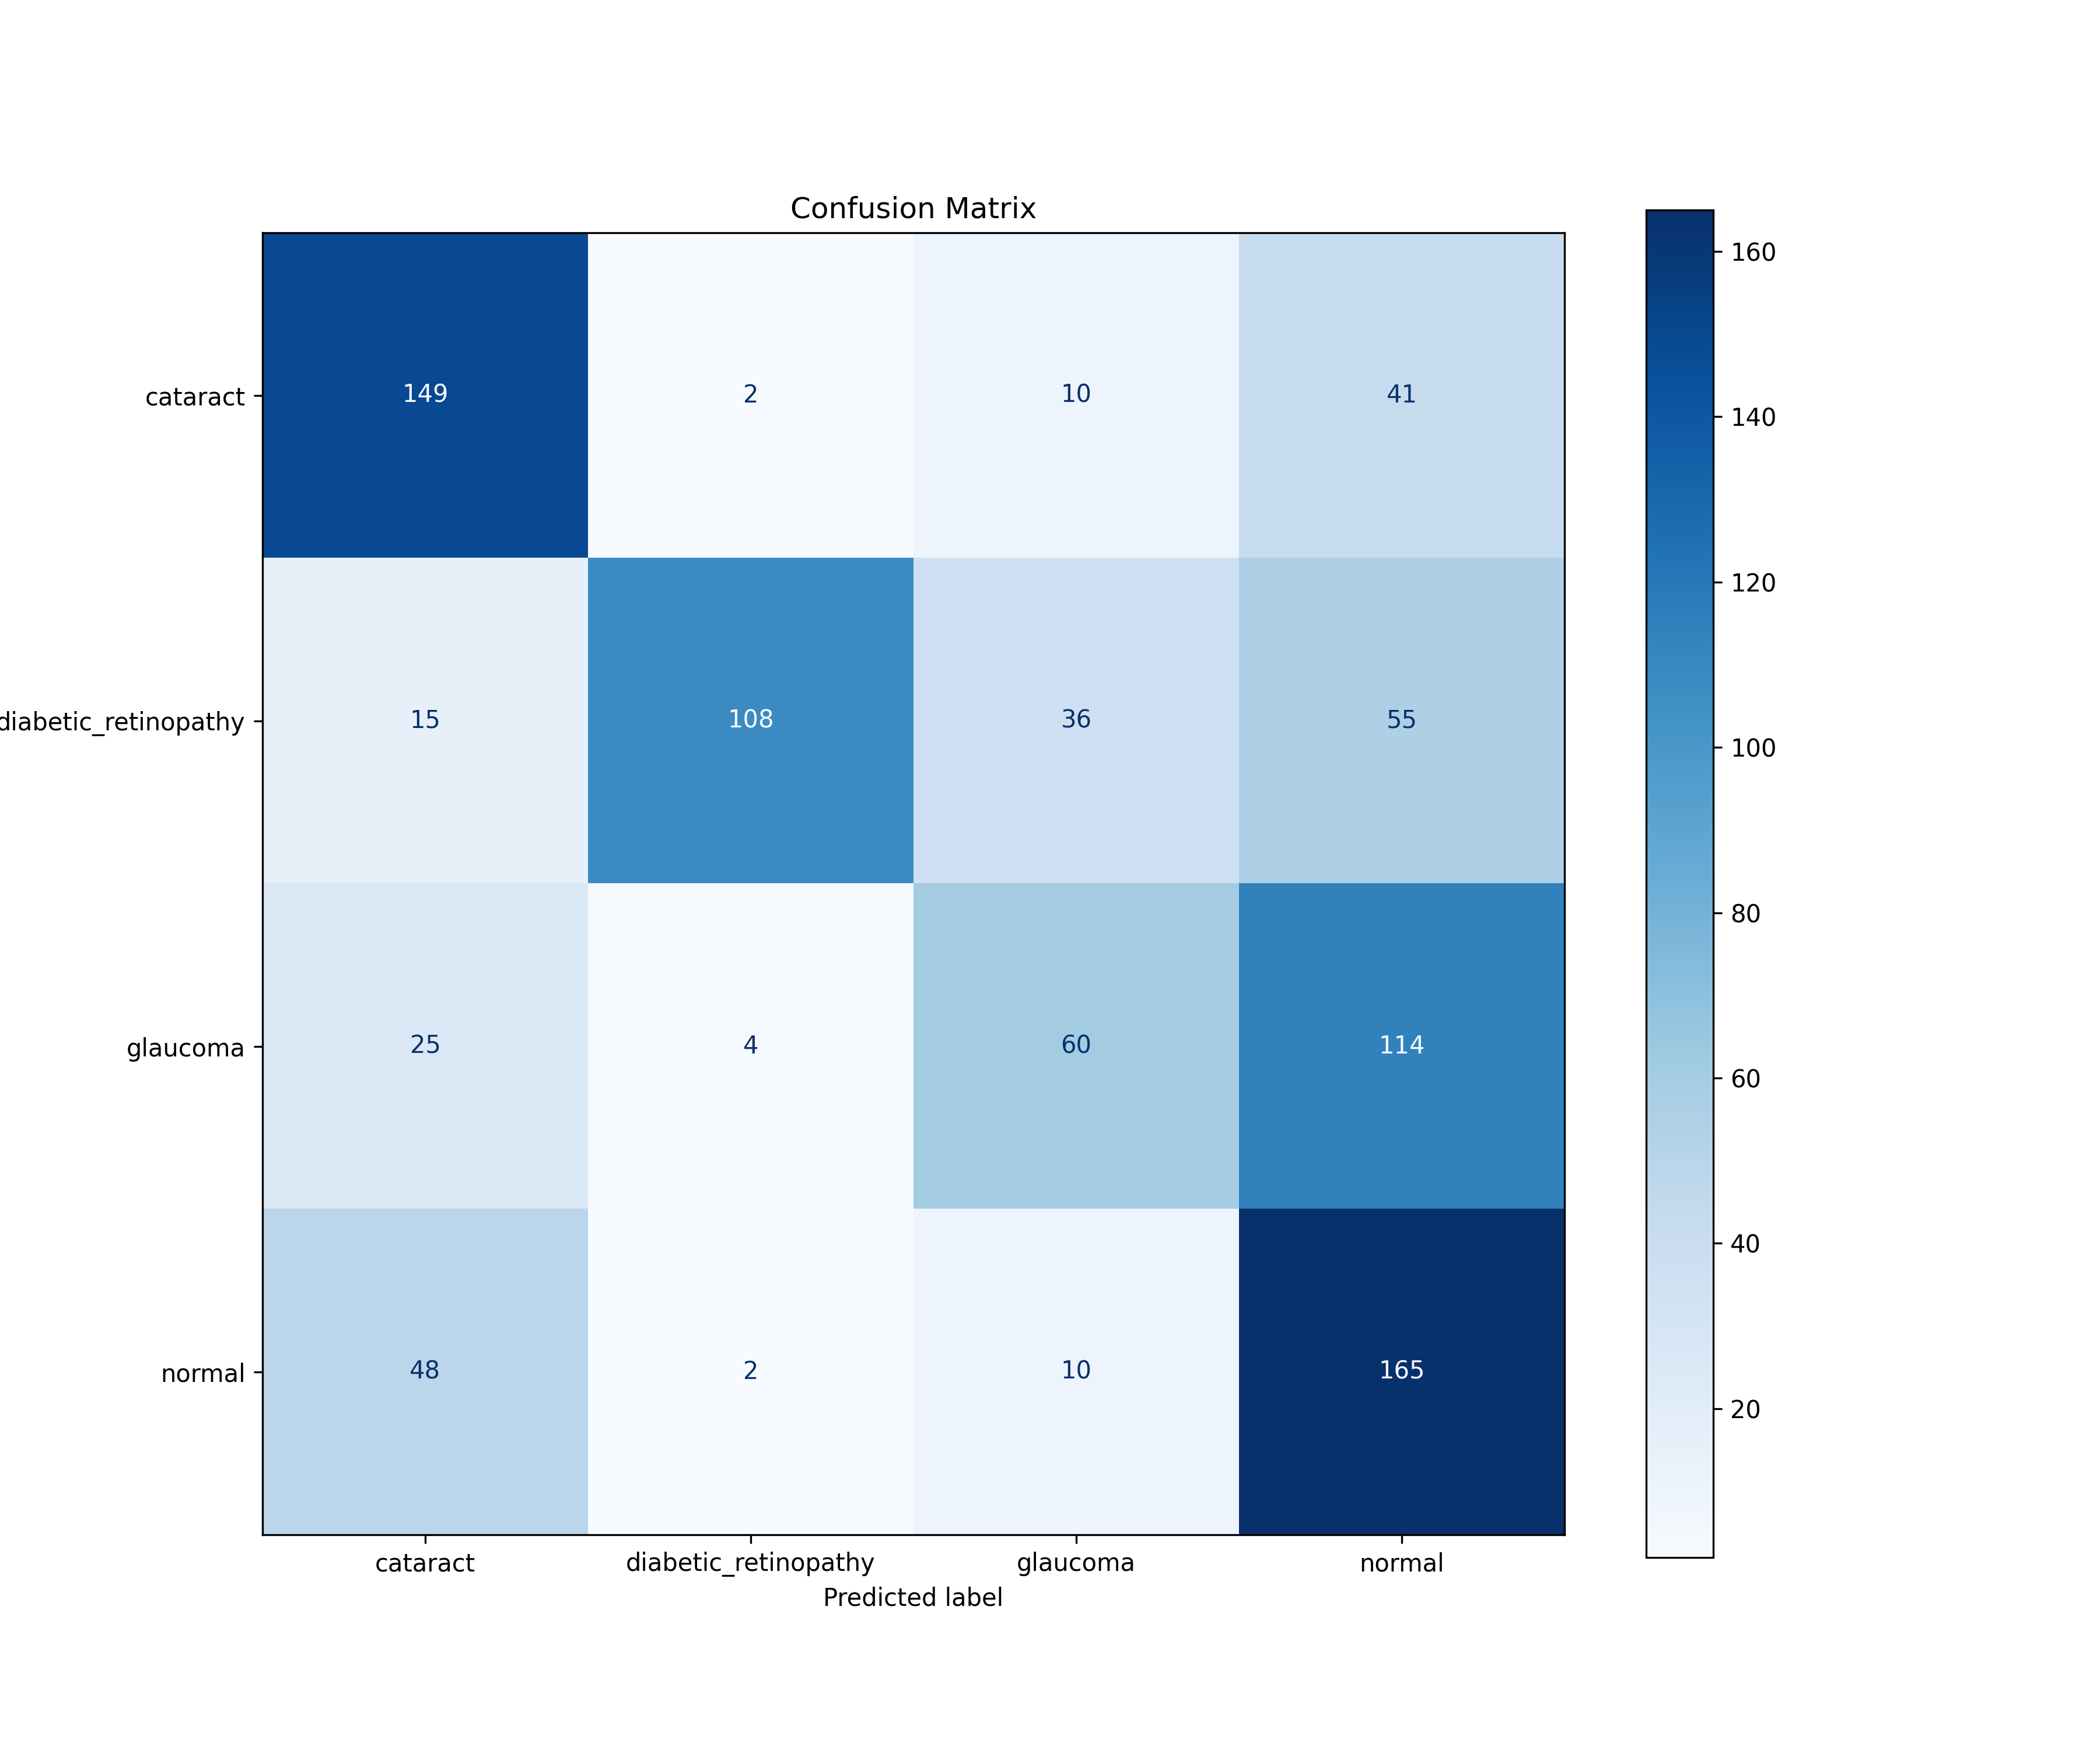 Confusion Matrix
160
cataract 149 2 10 41
140
120
diabetic_retinopathy 15 108 36 55
100
80
glaucoma 25 4 60 114
60
40
normal 48 2 10 165
20
cataract diabetic_retinopathy glaucoma normal
Predicted label